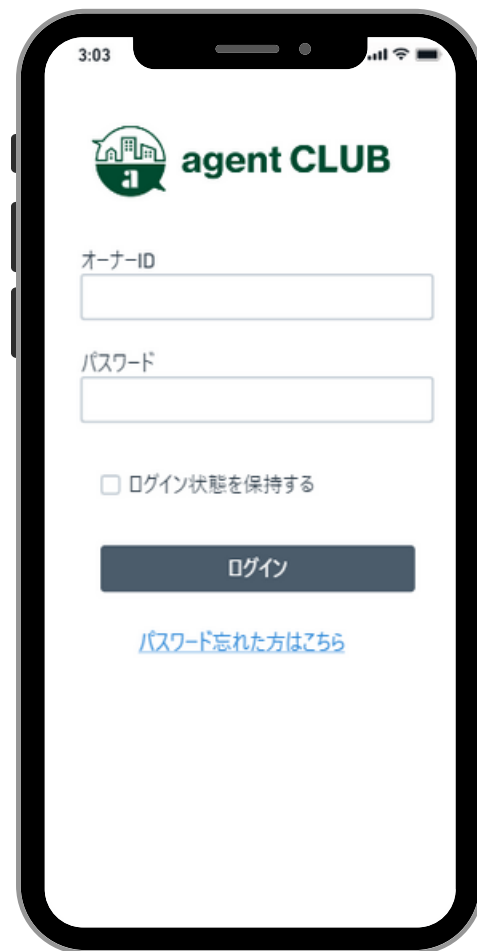 3:03
a
agent CLUB
オーナーID
パスワード
ログイン状態を保持する
ログイン
パスワード忘れた方はこちら